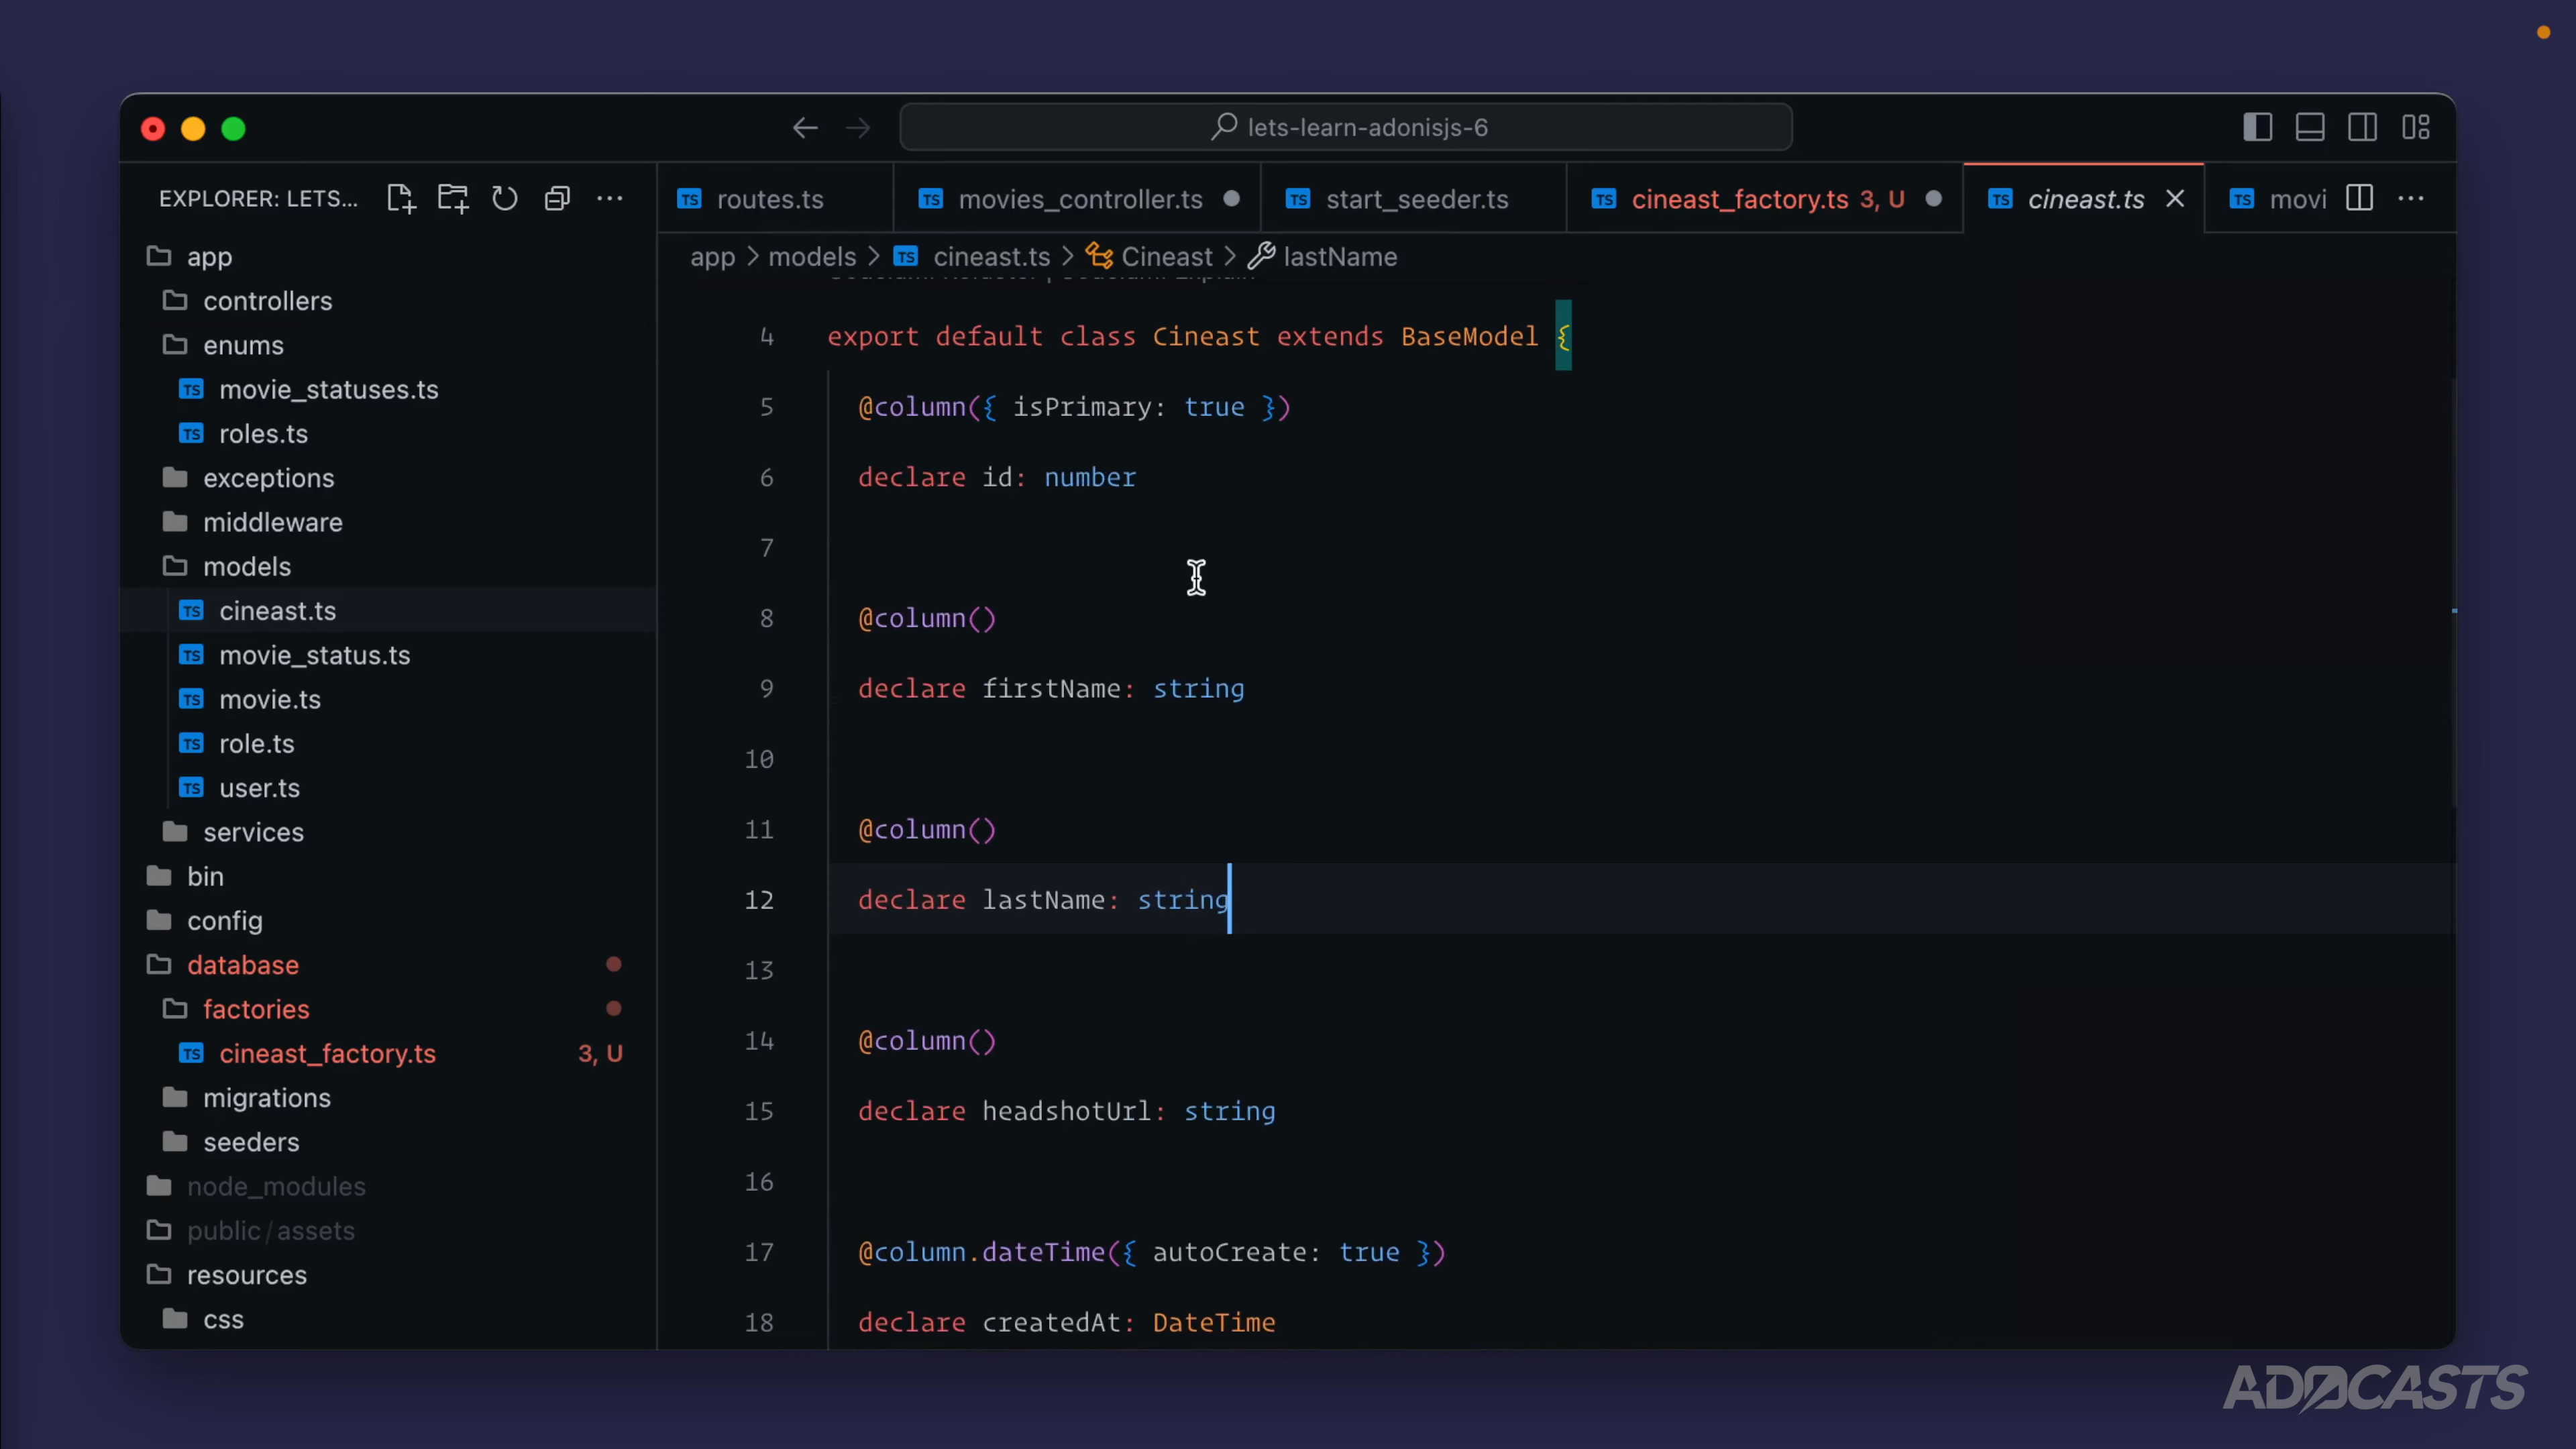 lets-learn-adonisjs-6
EXPLORER: LETS...
routes.ts
movies_controller.ts
start_seeder.ts
cineast_factory.ts 3, U
cineast.ts
movi
app
controllers
enums
movie_statuses.ts
roles.ts
exceptions
middleware
models
cineast.ts
movie_status.ts
movie.ts
role.ts
user.ts
services
bin
config
database
factories
cineast_factory.ts 3, U
migrations
seeders
node_modules
public/assets
resources
css
app > models > TS cineast.ts > Cineast > lastName
4 export default class Cineast extends BaseModel {
5 @column({ isPrimary: true })
6 declare id: number
7
8 @column()
9 declare firstName: string
10
11 @column()
12 declare lastName: string
13
14 @column()
15 declare headshotUrl: string
16
17 @column.dateTime({ autoCreate: true })
18 declare createdAt: DateTime
ADOCASTS